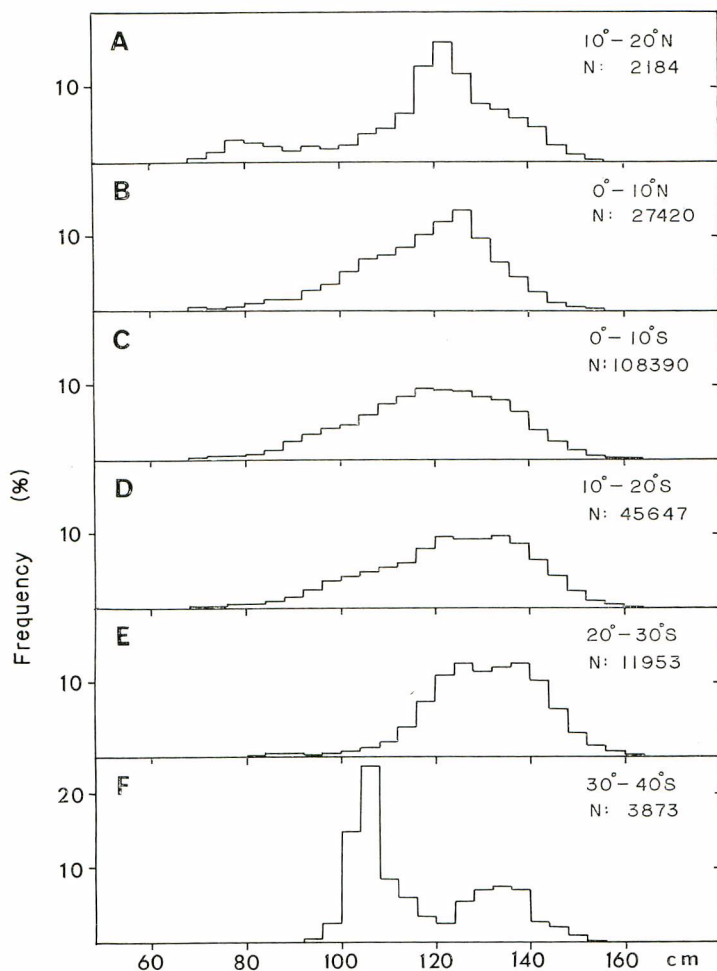 A
10°–20°N
N: 2184
10
B
0°–10°N
N: 27420
10
C
0°–10°S
N:108390
10
D
10°–20°S
N: 45647
10
E
20°–30°S
N: 11953
10
F
30°–40°S
N: 3873
20
10
Frequency (%)
60 80 100 120 140 160 cm